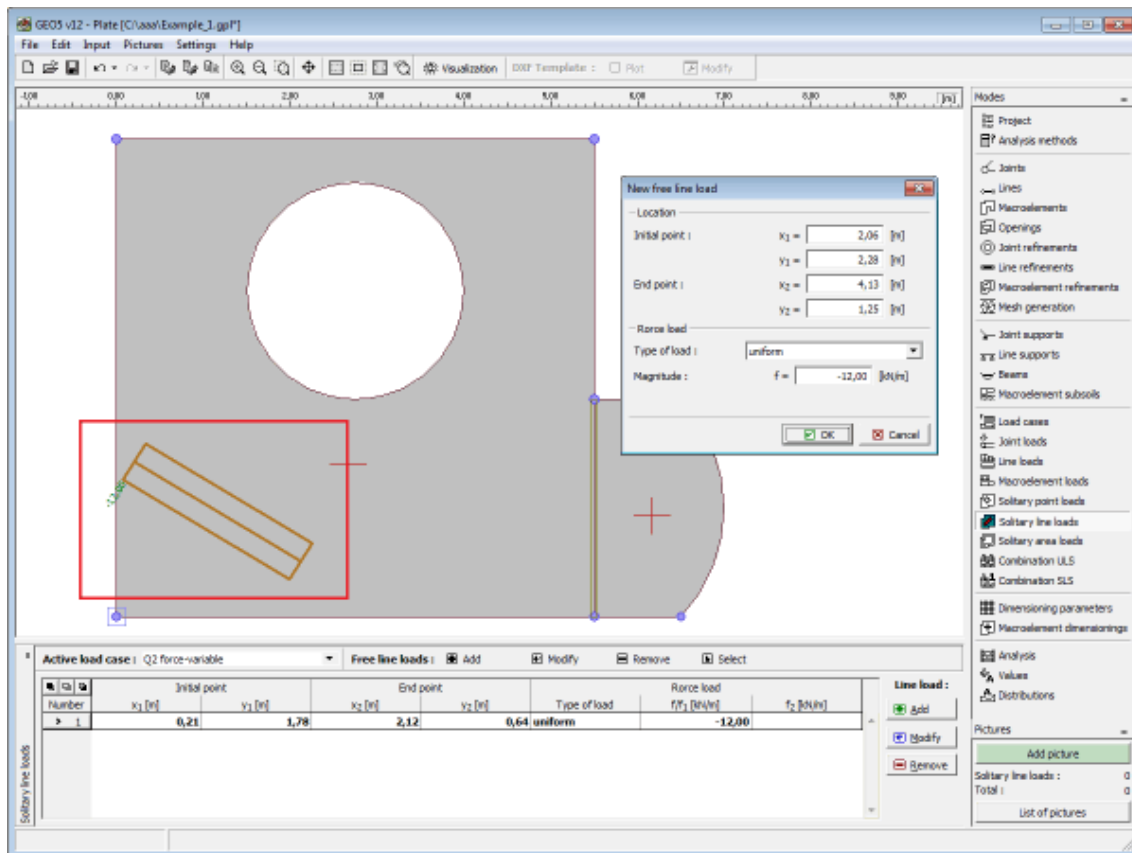 GEO5 v12 - Plate [C:\aaa\Example_1.gpl*]
File Edit Input Pictures Settings Help
Visualization DXF Template : Plot Modify
-1,00 0,00 1,00 2,00 3,00 4,00 5,00 6,00 7,00 8,00 9,00 [m]
Modes
Project
Analysis methods
Joints
Lines
Macroelements
Openings
Joint refinements
Line refinements
Macroelement refinements
Mesh generation
Joint supports
Line supports
Beams
Macroelement subsoils
Load cases
Joint loads
Line loads
Macroelement loads
Solitary point loads
Solitary line loads
Solitary area loads
Combination ULS
Combination SLS
Dimensioning parameters
Macroelement dimensionings
Analysis
Values
Distributions
New free line load
Location
Initial point : x1 = 2,06 [m]
y1 = 2,28 [m]
End point : x2 = 4,13 [m]
y2 = 1,25 [m]
Rorce load
Type of load : uniform
Magnitude : f = -12,00 [kN/m]
OK Cancel
-12,00
Solitary line loads
Active load case : Q2 force-variable Free line loads : Add Modify Remove Select
Initial point End point Rorce load
Number x1 [m] y1 [m] x2 [m] y2 [m] Type of load f/f1 [kN/m] f2 [kN/m]
1 0,21 1,78 2,12 0,64 uniform -12,00
Line load :
Add
Modify
Remove
Pictures
Add picture
Solitary line loads : 0
Total : 0
List of pictures